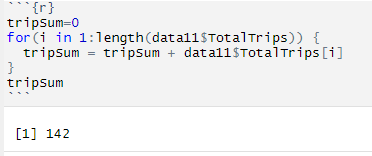 ```{r}
tripSum=0
for(i in 1:length(data11$TotalTrips)) {
  tripSum = tripSum + data11$TotalTrips[i]
}
tripSum
```
[1] 142